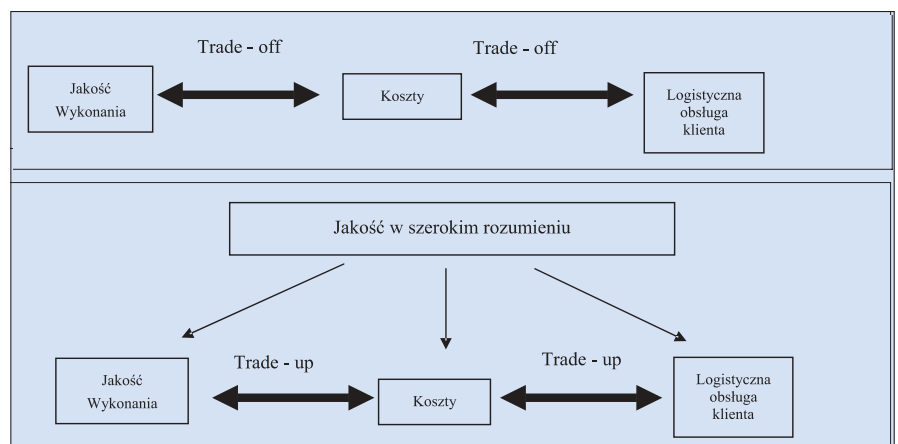 Trade - off
Trade - off
Jakość
Wykonania
Koszty
Logistyczna
obsługa
klienta
Jakość w szerokim rozumieniu
Trade - up
Trade - up
Jakość
Wykonania
Koszty
Logistyczna
obsługa
klienta